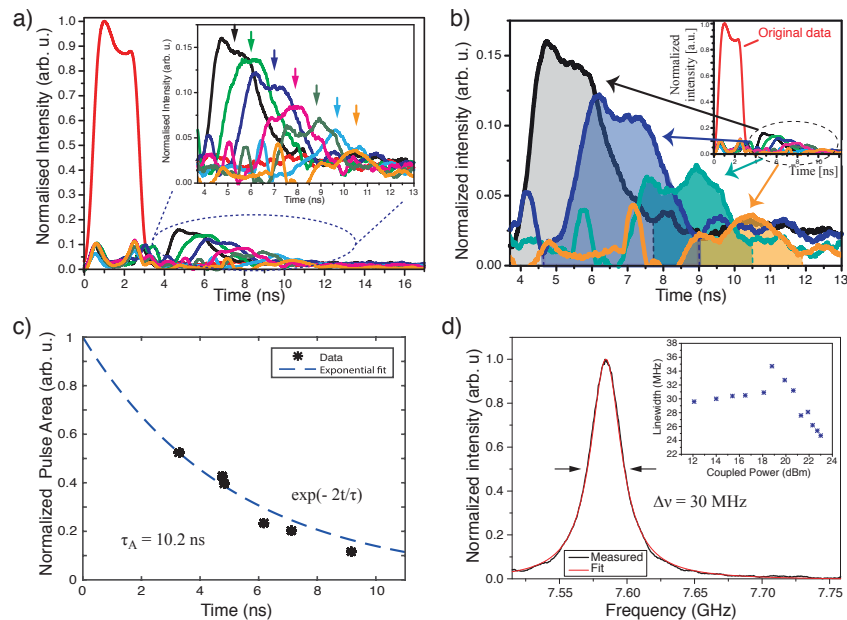 a)
Normalised Intensity (arb. u.)
1.0
0.9
0.8
0.7
0.6
0.5
0.4
0.3
0.2
0.1
0.0
0 2 4 6 8 10 12 14 16
Time (ns)
Normalised Intensity (arb. u.)
0.15
0.10
0.05
0.00
4 5 6 7 8 9 10 11 12 13
Time (ns)
b)
Normalized intensity (arb. u.)
0.15
0.10
0.05
0.00
4 5 6 7 8 9 10 11 12 13
Time (ns)
Original data
Normalized
intensity [a.u.]
1.0
0.8
0.6
0.4
0.2
0.0
0 2 4 6 8 10
Time [ns]
c)
Normalized Pulse Area (arb. u.)
1
0.8
0.6
0.4
0.2
0
0 2 4 6 8 10
Time (ns)
Data
Exponential fit
exp(- 2t/τ)
τA = 10.2 ns
d)
Normalized intensity (arb. u)
1.0
0.9
0.8
0.7
0.6
0.5
0.4
0.3
0.2
0.1
0.0
7.55 7.60 7.65 7.70 7.75
Frequency (GHz)
Measured
Fit
Δν = 30 MHz
Linewidth (MHz)
38
36
34
32
30
28
26
24
22
12 14 16 18 20 22 24
Coupled Power (dBm)